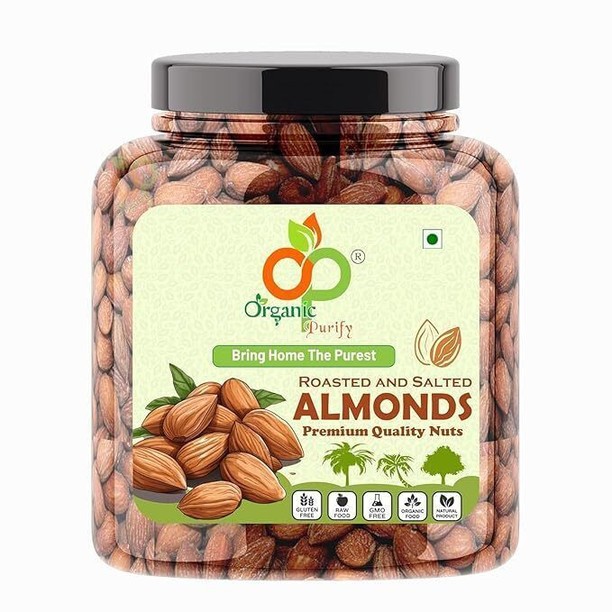 OP ®
Organic
Purify
Bring Home The Purest
ROASTED AND SALTED
ALMONDS
Premium Quality Nuts
GLUTEN FREE
RAW FOOD
GMO FREE
ORGANIC FOOD
NATURAL PRODUCT